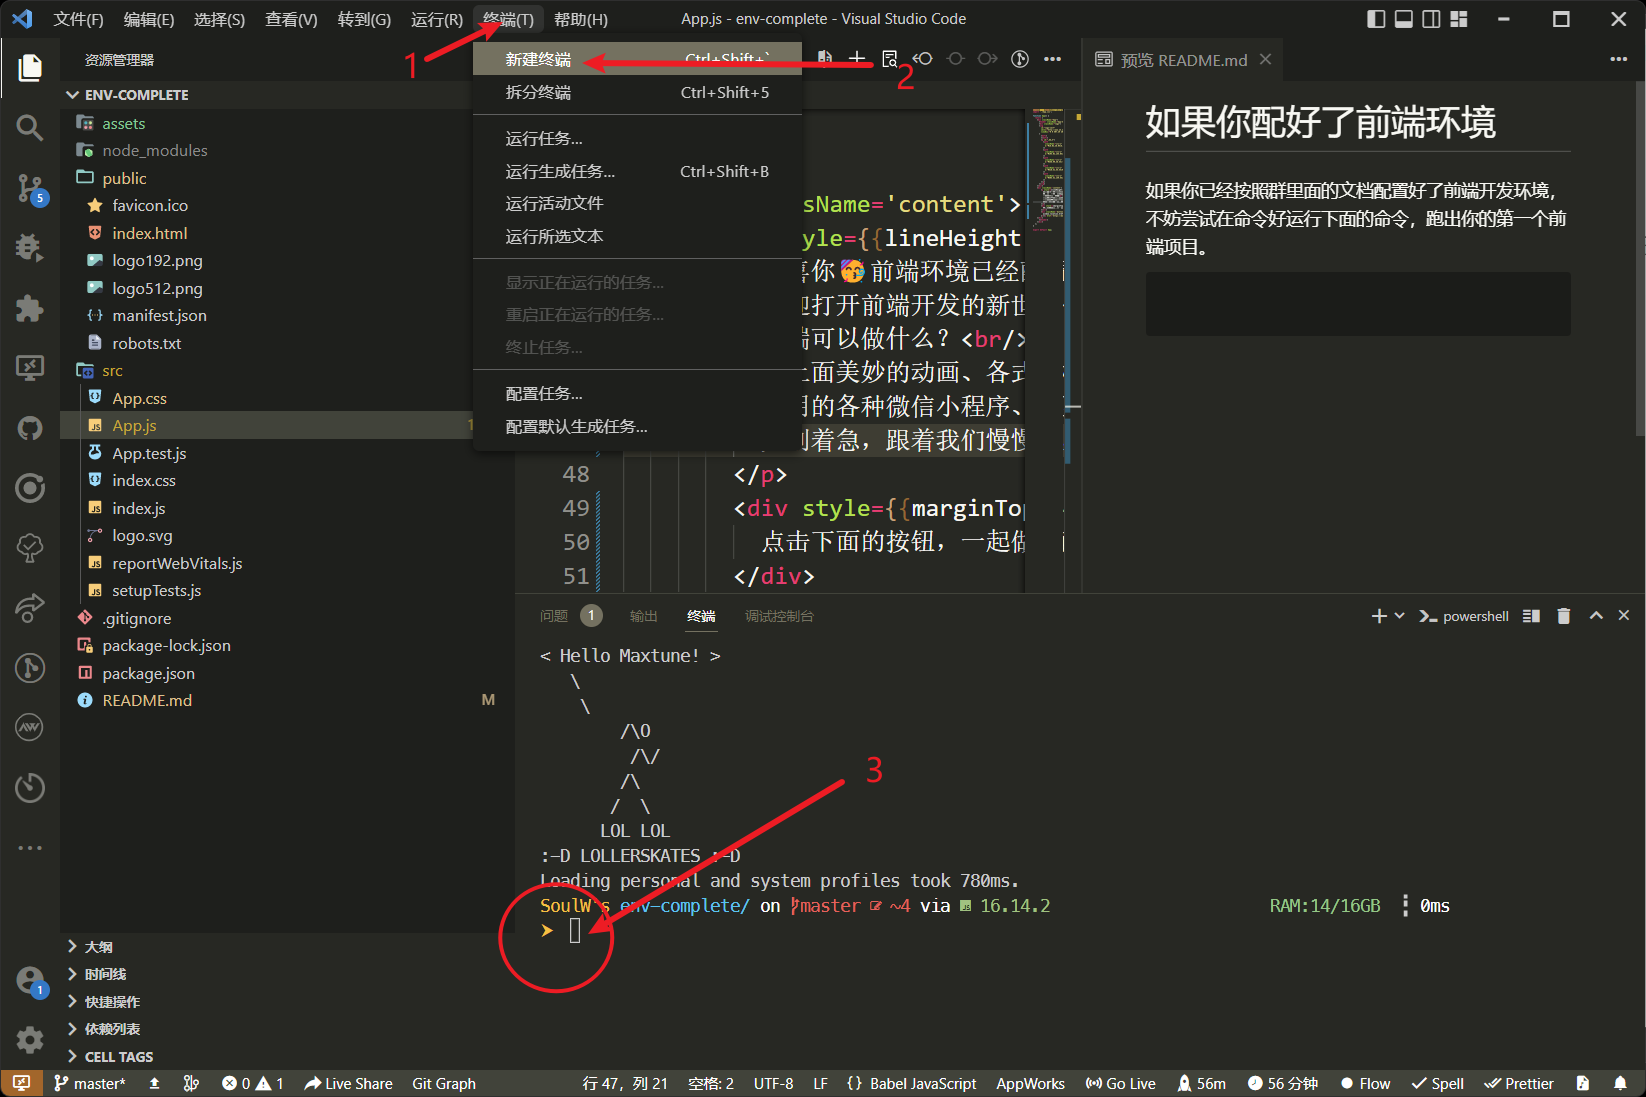 文件(F) 编辑(E) 选择(S) 查看(V) 转到(G) 运行(R) 终端(T) 帮助(H) App.js - env-complete - Visual Studio Code
1
2
3
资源管理器
ENV-COMPLETE
assets
node_modules
public
favicon.ico
index.html
logo192.png
logo512.png
manifest.json
robots.txt
src
App.css
App.js
1
App.test.js
index.css
index.js
logo.svg
reportWebVitals.js
setupTests.js
.gitignore
package-lock.json
package.json
README.md M
大纲
时间线
快捷操作
依赖列表
CELL TAGS
5
1
新建终端 Ctrl+Shift+`
拆分终端 Ctrl+Shift+5
运行任务...
运行生成任务... Ctrl+Shift+B
运行活动文件
运行所选文本
显示正在运行的任务...
重启正在运行的任务...
终止任务...
配置任务...
配置默认生成任务...
sName='content'>
yle={{lineHeight
喜你🥳前端环境已经
迎打开前端开发的新世
端可以做什么？<br/>
上面美妙的动画、各式
用的各种微信小程序、
别着急，跟着我们慢慢
48 </p>
49 <div style={{marginTop
50 点击下面的按钮，一起做
51 </div>
预览 README.md
如果你配好了前端环境
如果你已经按照群里面的文档配置好了前端开发环境，
不妨尝试在命令好运行下面的命令，跑出你的第一个前
端项目。
问题 1 输出 终端 调试控制台 powershell
< Hello Maxtune! >
\
\
/\O
/\/
/\
/ \
LOL LOL
:-D LOLLERSKATES :-D
Loading personal and system profiles took 780ms.
SoulW's env-complete/ on master ~4 via 16.14.2 RAM:14/16GB 0ms
master* 0 1 Live Share Git Graph 行 47，列 21 空格: 2 UTF-8 LF {} Babel JavaScript AppWorks Go Live 56m 56 分钟 Flow Spell Prettier